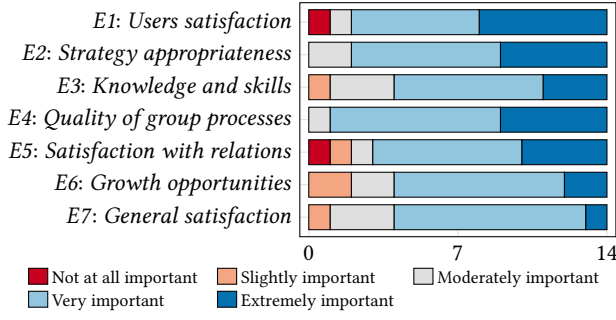 E1: Users satisfaction
E2: Strategy appropriateness
E3: Knowledge and skills
E4: Quality of group processes
E5: Satisfaction with relations
E6: Growth opportunities
E7: General satisfaction
0 7 14
Not at all important Slightly important Moderately important
Very important Extremely important